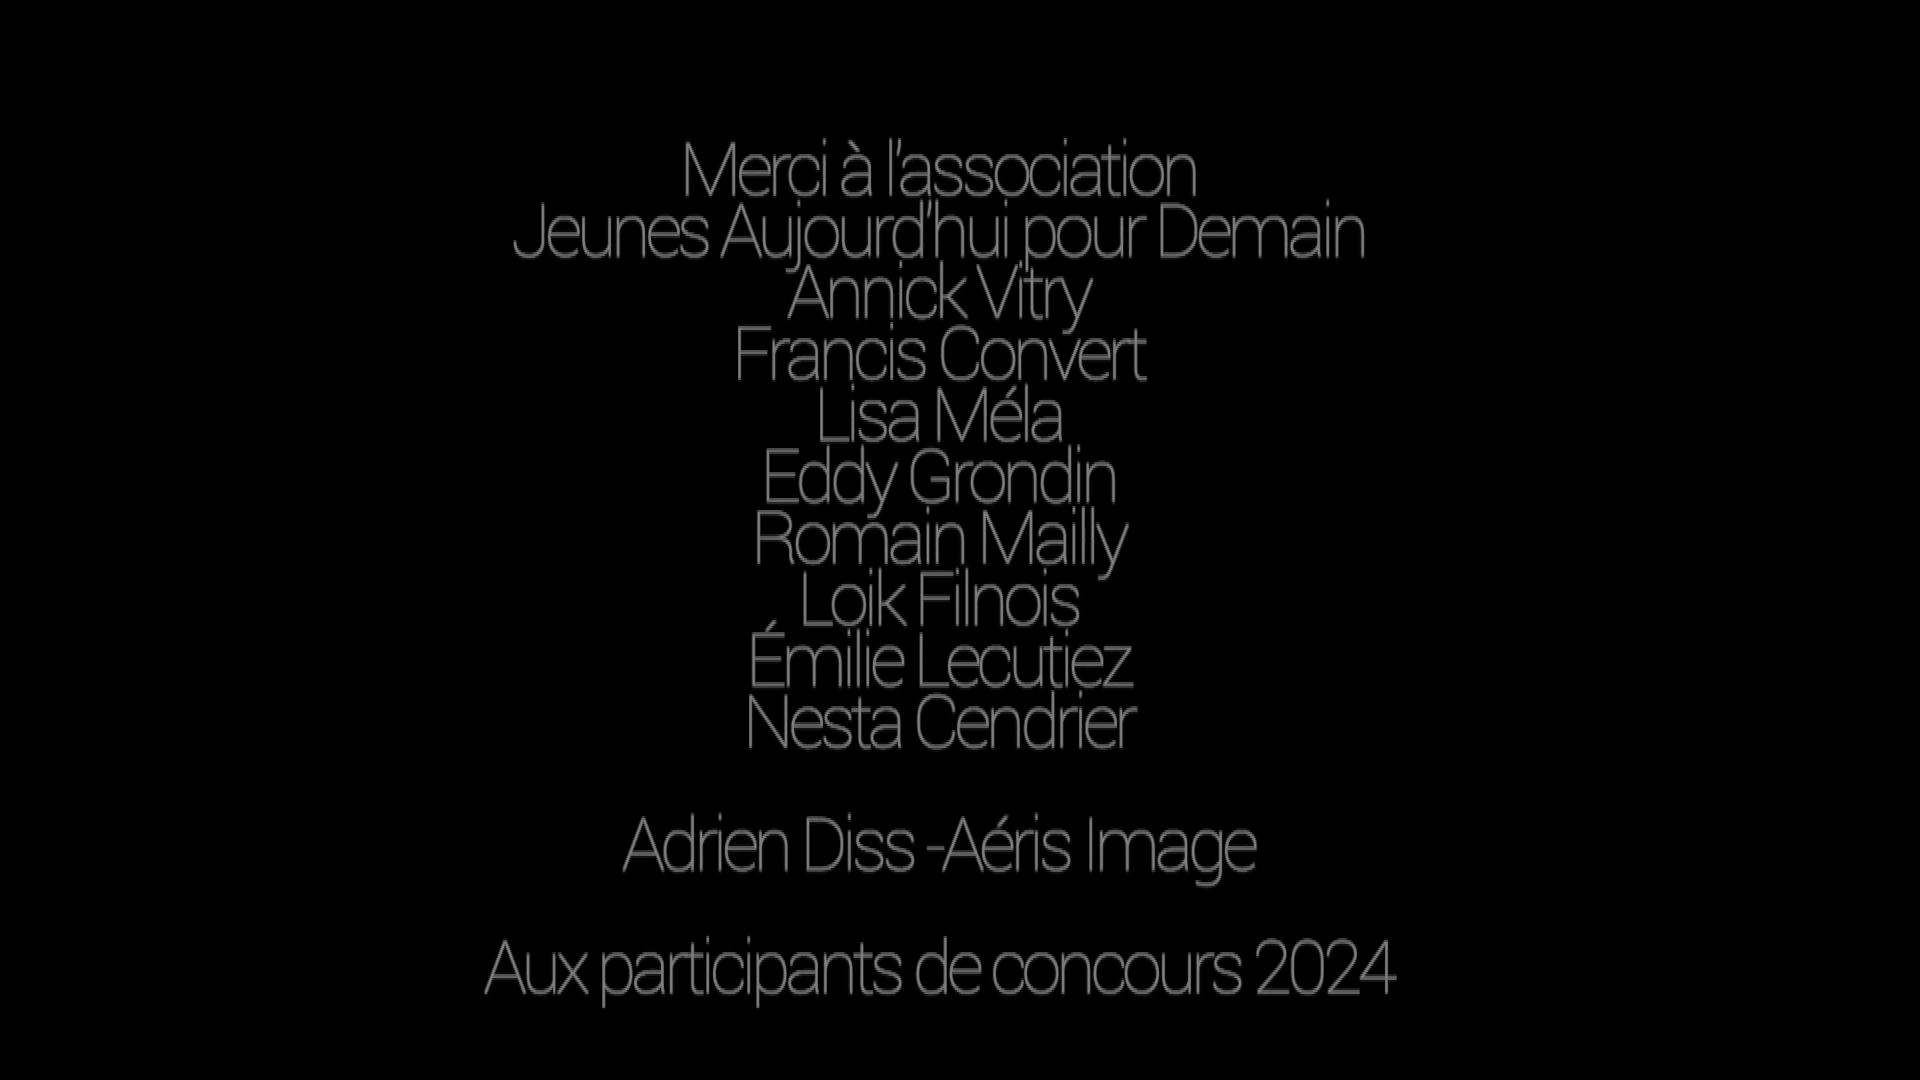 Merci à l'association
Jeunes Aujourd'hui pour Demain
Annick Vitry
Francis Convert
Lisa Méla
Eddy Grondin
Romain Mailly
Loik Filnois
Émilie Lecutiez
Nesta Cendrier
Adrien Diss -Aéris Image
Aux participants de concours 2024